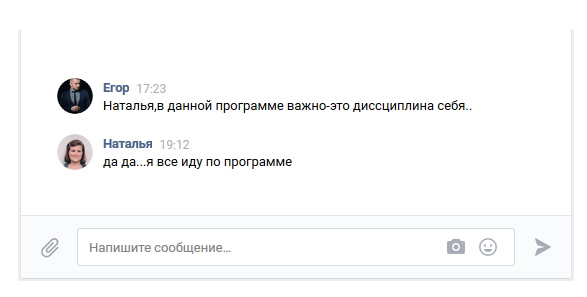 Егор 17:23
Наталья,в данной программе важно-это диссциплина себя..
Наталья 19:12
да да...я все иду по программе
Напишите сообщение...